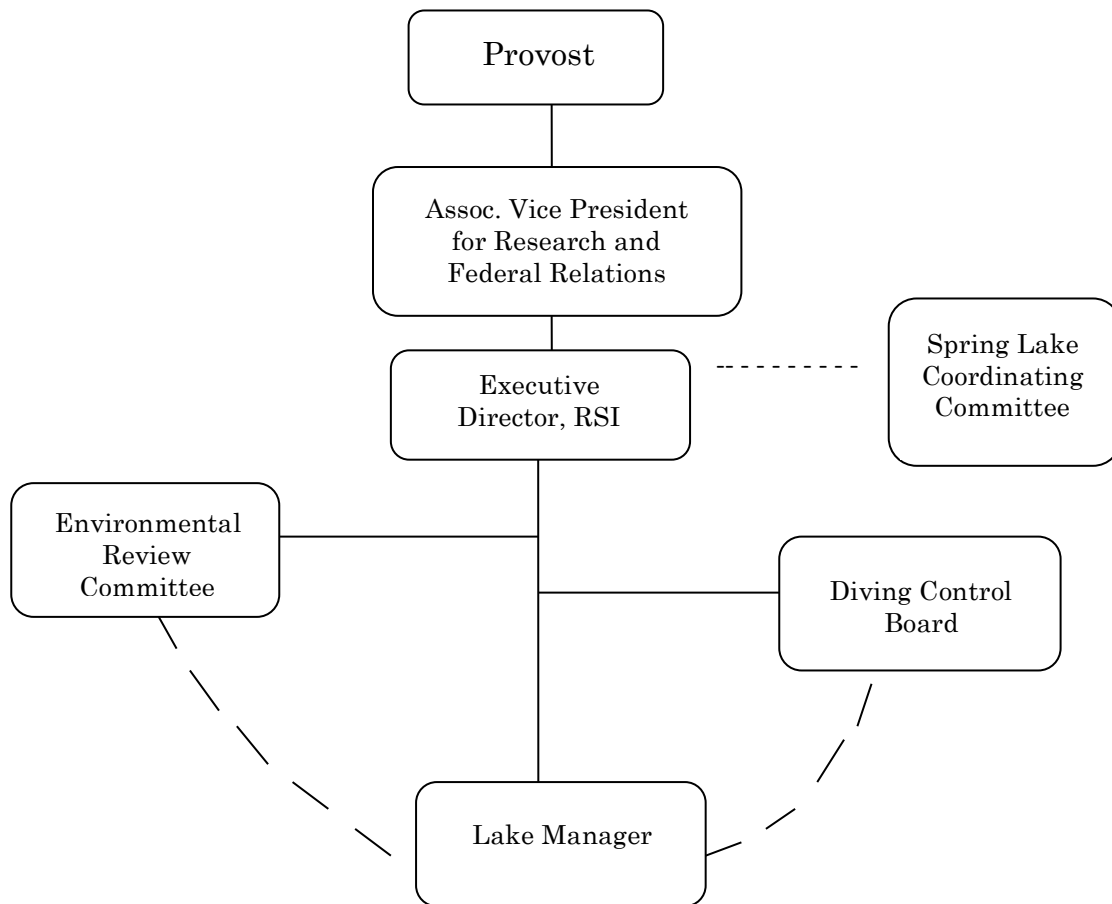 Provost
Assoc. Vice President
for Research and
Federal Relations
Executive
Director, RSI
Spring Lake
Coordinating
Committee
Environmental
Review
Committee
Diving Control
Board
Lake Manager